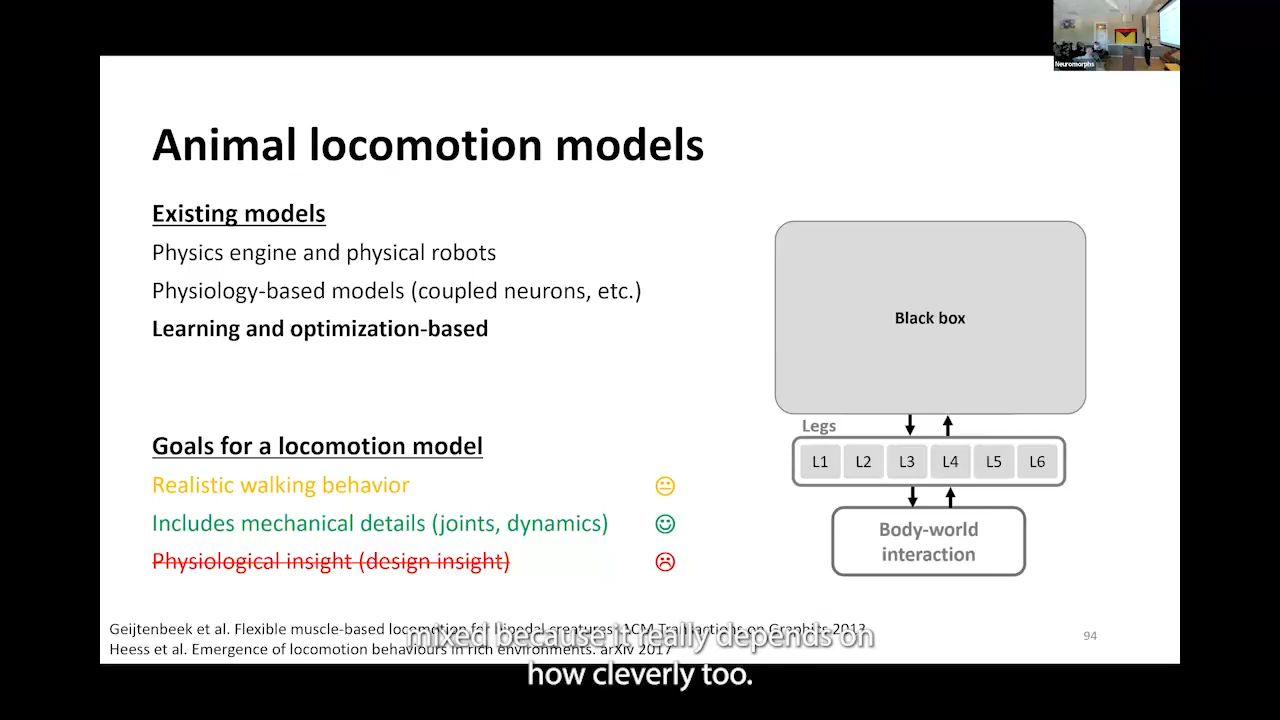 Neuromorphs
Animal locomotion models
Existing models
Physics engine and physical robots
Physiology-based models (coupled neurons, etc.)
Learning and optimization-based
Goals for a locomotion model
Realistic walking behavior
Includes mechanical details (joints, dynamics)
Physiological insight (design insight)
Black box
Legs
L1 L2 L3 L4 L5 L6
Body-world
interaction
Geijtenbeek et al. Flexible muscle-based locomotion for bipedal creatures. ACM Transactions on Graphics 2013
Heess et al. Emergence of locomotion behaviours in rich environments. arXiv 2017
94
mixed because it really depends on
how cleverly too.